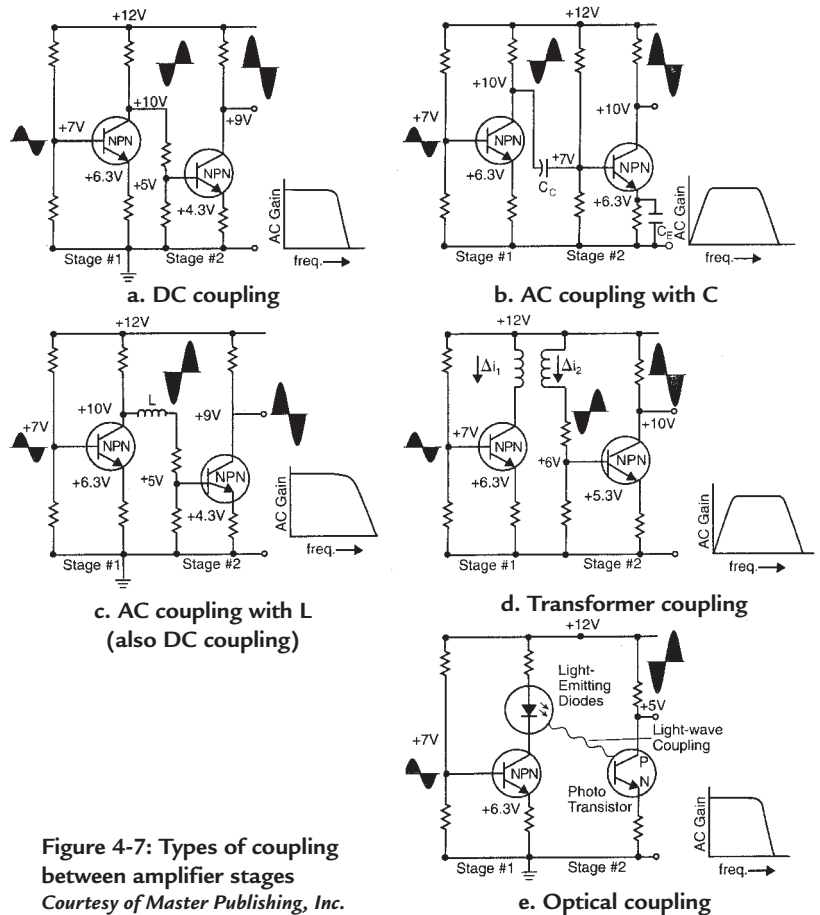 +12V
+10V
+7V
NPN
+9V
+6.3V
+5V
NPN
+4.3V
AC Gain
freq.
Stage #1
Stage #2
a. DC coupling
+12V
+10V
+10V
+7V
NPN
+7V
NPN
+6.3V
CC
+6.3V
CE
AC Gain
freq.
Stage #1
Stage #2
b. AC coupling with C
+12V
L
+10V
+9V
+7V
NPN
+5V
NPN
+6.3V
+4.3V
AC Gain
freq.
Stage #1
Stage #2
c. AC coupling with L
(also DC coupling)
+12V
Δi1
Δi2
+10V
+7V
NPN
+6V
NPN
+6.3V
+5.3V
AC Gain
freq.
Stage #1
Stage #2
d. Transformer coupling
+12V
Light-
Emitting
Diodes
+5V
Light-wave
Coupling
+7V
NPN
P
N
Photo
Transistor
+6.3V
AC Gain
freq.
Stage #1
Stage #2
e. Optical coupling
Figure 4-7: Types of coupling
between amplifier stages
Courtesy of Master Publishing, Inc.